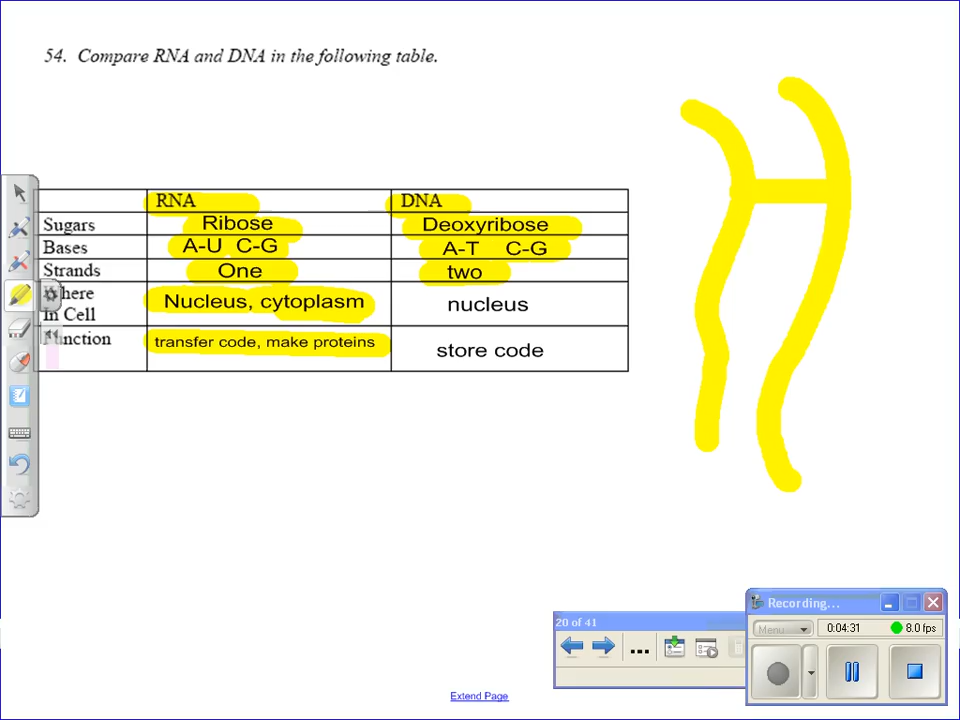 54. Compare RNA and DNA in the following table.
RNA DNA
Sugars Ribose Deoxyribose
Bases A-U C-G A-T C-G
Strands One two
Where In Cell Nucleus, cytoplasm nucleus
Function transfer code, make proteins store code
Recording...
20 of 41
Menu 0:04:31 8.0 fps
...
Extend Page